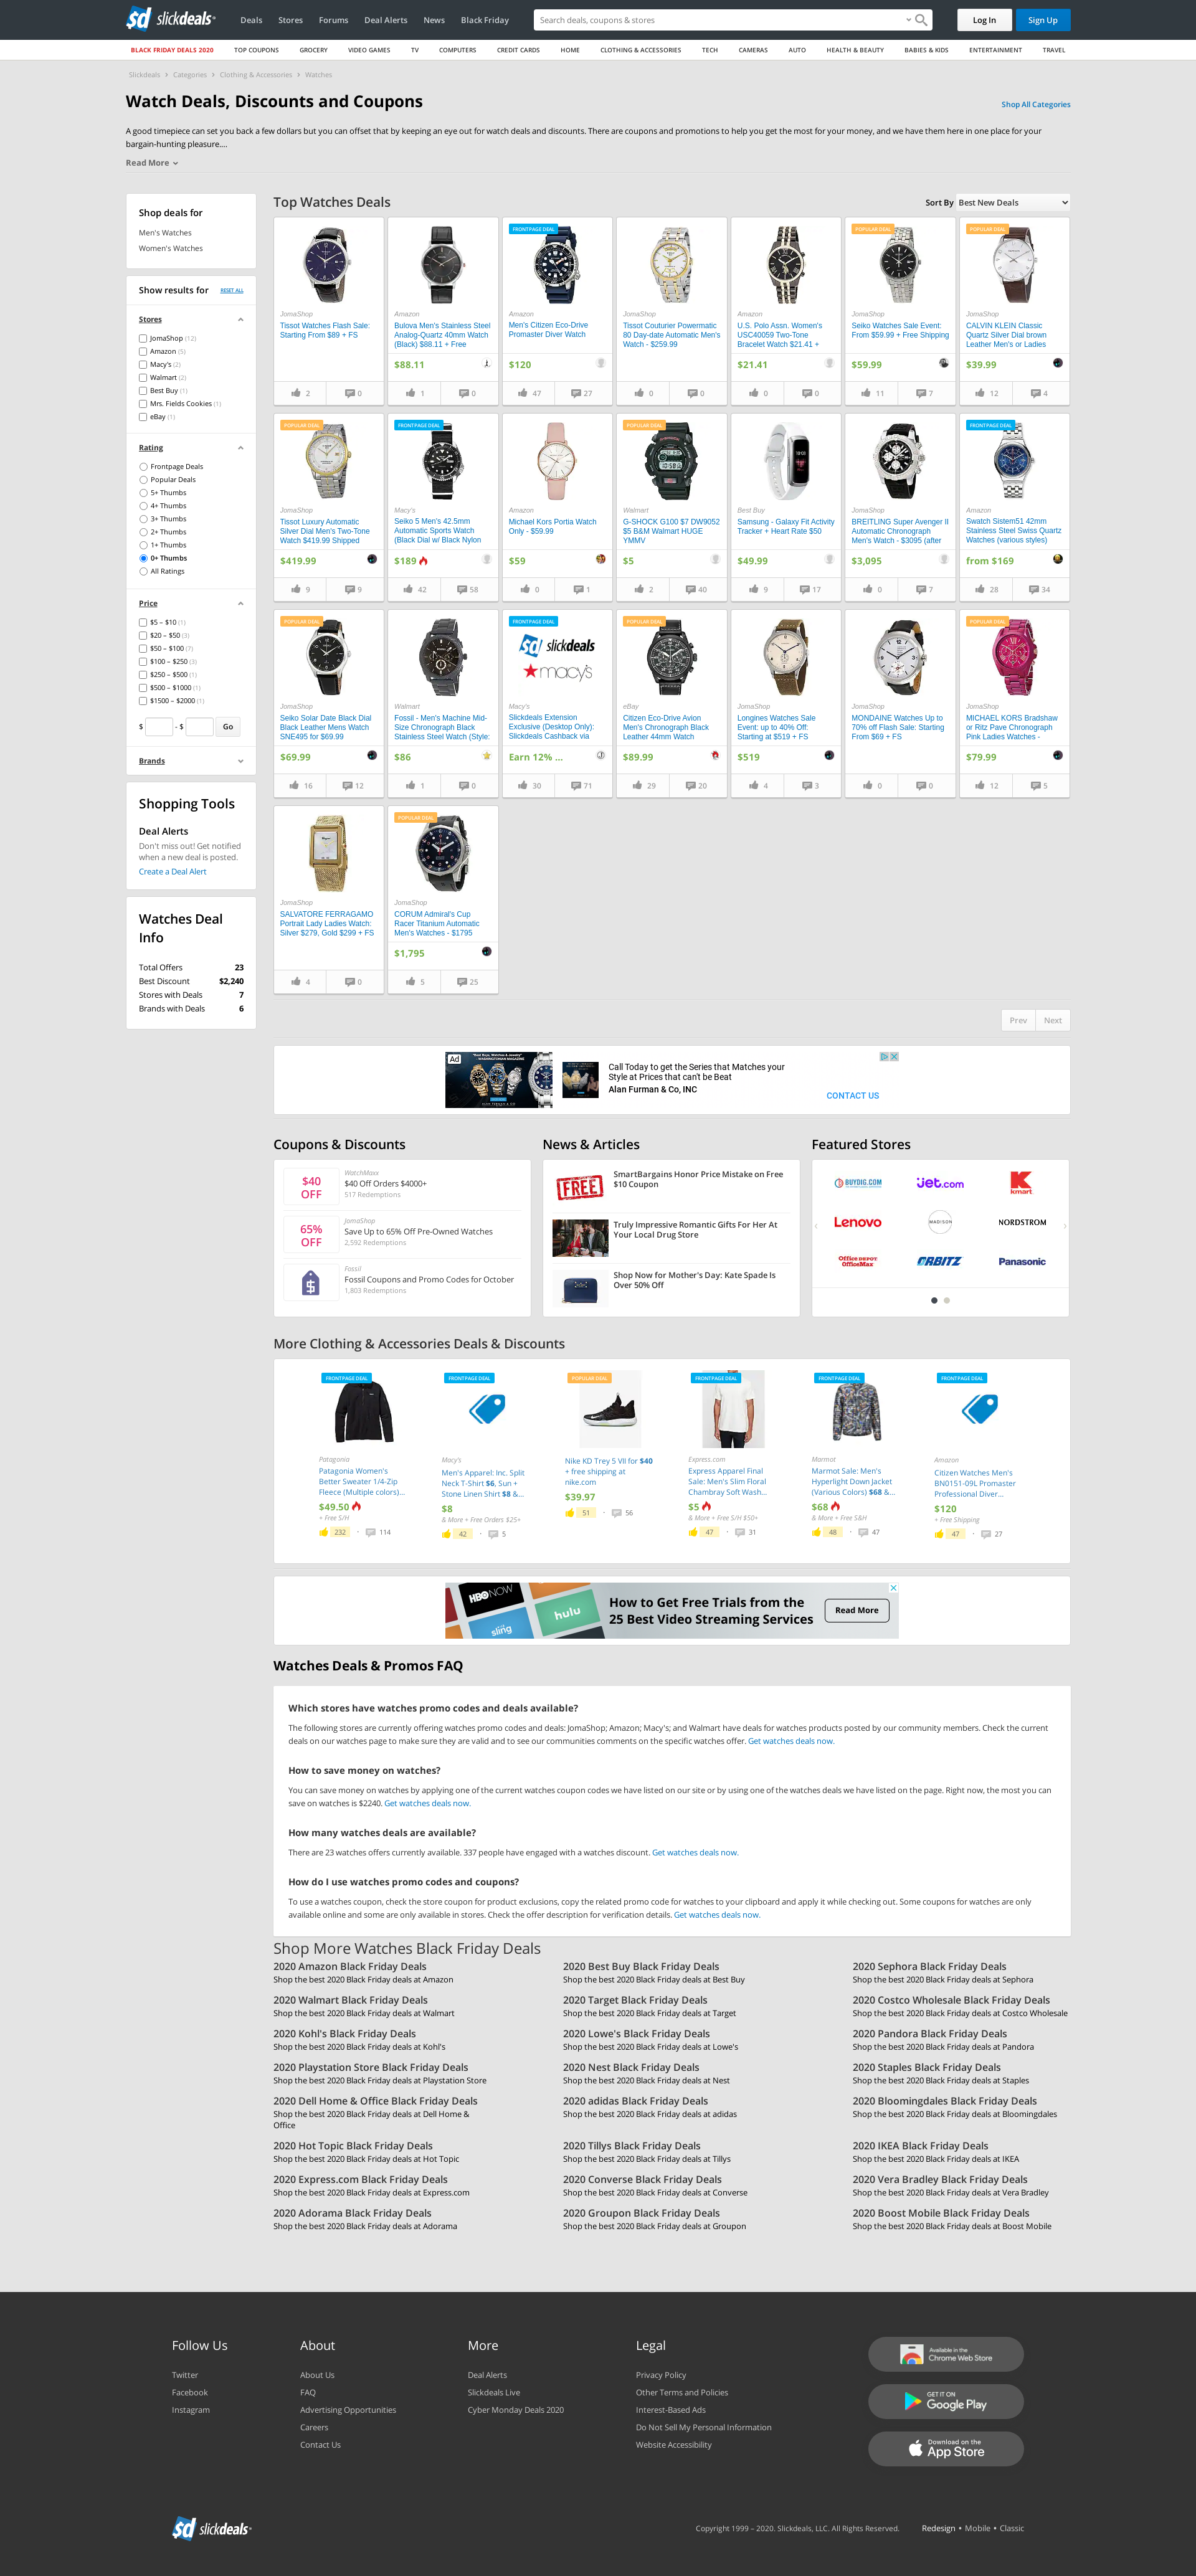 slickdeals
Deals
Stores
Forums
Deal Alerts
News
Black Friday
Search deals, coupons & stores
Log In
Sign Up
BLACK FRIDAY DEALS 2020
TOP COUPONS
GROCERY
VIDEO GAMES
TV
COMPUTERS
CREDIT CARDS
HOME
CLOTHING & ACCESSORIES
TECH
CAMERAS
AUTO
HEALTH & BEAUTY
BABIES & KIDS
ENTERTAINMENT
TRAVEL
Slickdeals > Categories > Clothing & Accessories > Watches
Watch Deals, Discounts and Coupons
Shop All Categories
A good timepiece can set you back a few dollars but you can offset that by keeping an eye out for watch deals and discounts. There are coupons and promotions to help you get the most for your money, and we have them here in one place for your
bargain-hunting pleasure....
Read More
Shop deals for
Men's Watches
Women's Watches
Show results for
RESET ALL
Stores
JomaShop (12)
Amazon (5)
Macy's (2)
Walmart (2)
Best Buy (1)
Mrs. Fields Cookies (1)
eBay (1)
Rating
Frontpage Deals
Popular Deals
5+ Thumbs
4+ Thumbs
3+ Thumbs
2+ Thumbs
1+ Thumbs
0+ Thumbs
All Ratings
Price
$5 – $10 (1)
$20 – $50 (3)
$50 – $100 (7)
$100 – $250 (3)
$250 – $500 (1)
$500 – $1000 (1)
$1500 – $2000 (1)
$ - $ Go
Brands
Shopping Tools
Deal Alerts
Don't miss out! Get notified
when a new deal is posted.
Create a Deal Alert
Watches Deal
Info
Total Offers 23
Best Discount $2,240
Stores with Deals 7
Brands with Deals 6
Top Watches Deals
Sort By Best New Deals
JomaShop
Tissot Watches Flash Sale:
Starting From $89 + FS
2 0
Amazon
Bulova Men's Stainless Steel
Analog-Quartz 40mm Watch
(Black) $88.11 + Free
$88.11
1 0
FRONTPAGE DEAL
Amazon
Men's Citizen Eco-Drive
Promaster Diver Watch
$120
47 27
JomaShop
Tissot Couturier Powermatic
80 Day-date Automatic Men's
Watch - $259.99
0 0
Amazon
U.S. Polo Assn. Women's
USC40059 Two-Tone
Bracelet Watch $21.41 +
$21.41
0 0
POPULAR DEAL
JomaShop
Seiko Watches Sale Event:
From $59.99 + Free Shipping
$59.99
11 7
POPULAR DEAL
JomaShop
CALVIN KLEIN Classic
Quartz Silver Dial brown
Leather Men's or Ladies
$39.99
12 4
POPULAR DEAL
JomaShop
Tissot Luxury Automatic
Silver Dial Men's Two-Tone
Watch $419.99 Shipped
$419.99
9 9
FRONTPAGE DEAL
Macy's
Seiko 5 Men's 42.5mm
Automatic Sports Watch
(Black Dial w/ Black Nylon
$189
42 58
Amazon
Michael Kors Portia Watch
Only - $59.99
$59
0 1
POPULAR DEAL
Walmart
G-SHOCK G100 $7 DW9052
$5 B&M Walmart HUGE
YMMV
$5
2 40
Best Buy
Samsung - Galaxy Fit Activity
Tracker + Heart Rate $50
$49.99
9 17
JomaShop
BREITLING Super Avenger II
Automatic Chronograph
Men's Watch - $3095 (after
$3,095
0 7
FRONTPAGE DEAL
Amazon
Swatch Sistem51 42mm
Stainless Steel Swiss Quartz
Watches (various styles)
from $169
28 34
POPULAR DEAL
JomaShop
Seiko Solar Date Black Dial
Black Leather Mens Watch
SNE495 for $69.99
$69.99
16 12
Walmart
Fossil - Men's Machine Mid-
Size Chronograph Black
Stainless Steel Watch (Style:
$86
1 0
FRONTPAGE DEAL
slickdeals
macy's
Macy's
Slickdeals Extension
Exclusive (Desktop Only):
Slickdeals Cashback via
Earn 12% ...
30 71
POPULAR DEAL
eBay
Citizen Eco-Drive Avion
Men's Chronograph Black
Leather 44mm Watch
$89.99
29 20
JomaShop
Longines Watches Sale
Event: up to 40% Off:
Starting at $519 + FS
$519
4 3
JomaShop
MONDAINE Watches Up to
70% off Flash Sale: Starting
From $69 + FS
0 0
POPULAR DEAL
JomaShop
MICHAEL KORS Bradshaw
or Ritz Pave Chronograph
Pink Ladies Watches -
$79.99
12 5
JomaShop
SALVATORE FERRAGAMO
Portrait Lady Ladies Watch:
Silver $279, Gold $299 + FS
4 0
POPULAR DEAL
JomaShop
CORUM Admiral's Cup
Racer Titanium Automatic
Men's Watches - $1795
$1,795
5 25
Prev Next
Ad
Call Today to get the Series that Matches your
Style at Prices that can't be Beat
Alan Furman & Co, INC
CONTACT US
Coupons & Discounts
$40
OFF
WatchMaxx
$40 Off Orders $4000+
517 Redemptions
65%
OFF
JomaShop
Save Up to 65% Off Pre-Owned Watches
2,592 Redemptions
Fossil
Fossil Coupons and Promo Codes for October
1,803 Redemptions
News & Articles
FREE
SmartBargains Honor Price Mistake on Free
$10 Coupon
Truly Impressive Romantic Gifts For Her At
Your Local Drug Store
Shop Now for Mother's Day: Kate Spade Is
Over 50% Off
Featured Stores
BUYDIG.COM
jet.com
kmart
Lenovo
MADISON
NORDSTROM
Office DEPOT
OfficeMax
ORBITZ
Panasonic
More Clothing & Accessories Deals & Discounts
FRONTPAGE DEAL
Patagonia
Patagonia Women's
Better Sweater 1/4-Zip
Fleece (Multiple colors)...
$49.50
+ Free S/H
232 114
FRONTPAGE DEAL
Macy's
Men's Apparel: Inc. Split
Neck T-Shirt $6, Sun +
Stone Linen Shirt $8 &...
$8
& More + Free Orders $25+
42 5
POPULAR DEAL
Nike KD Trey 5 VII for $40
+ free shipping at
nike.com
$39.97
51 56
FRONTPAGE DEAL
Express.com
Express Apparel Final
Sale: Men's Slim Floral
Chambray Soft Wash...
$5
& More + Free S/H $50+
47 31
FRONTPAGE DEAL
Marmot
Marmot Sale: Men's
Hyperlight Down Jacket
(Various Colors) $68 &...
$68
& More + Free S&H
48 47
FRONTPAGE DEAL
Amazon
Citizen Watches Men's
BN0151-09L Promaster
Professional Diver...
$120
+ Free Shipping
47 27
HBO NOW
sling
hulu
How to Get Free Trials from the
25 Best Video Streaming Services
Read More
Watches Deals & Promos FAQ
Which stores have watches promo codes and deals available?
The following stores are currently offering watches promo codes and deals: JomaShop; Amazon; Macy's; and Walmart have deals for watches products posted by our community members. Check the current
deals on our watches page to make sure they are valid and to see our communities comments on the specific watches offer. Get watches deals now.
How to save money on watches?
You can save money on watches by applying one of the current watches coupon codes we have listed on our site or by using one of the watches deals we have listed on the page. Right now, the most you can
save on watches is $2240. Get watches deals now.
How many watches deals are available?
There are 23 watches offers currently available. 337 people have engaged with a watches discount. Get watches deals now.
How do I use watches promo codes and coupons?
To use a watches coupon, check the store coupon for product exclusions, copy the related promo code for watches to your clipboard and apply it while checking out. Some coupons for watches are only
available online and some are only available in stores. Check the offer description for verification details. Get watches deals now.
Shop More Watches Black Friday Deals
2020 Amazon Black Friday Deals
Shop the best 2020 Black Friday deals at Amazon
2020 Best Buy Black Friday Deals
Shop the best 2020 Black Friday deals at Best Buy
2020 Sephora Black Friday Deals
Shop the best 2020 Black Friday deals at Sephora
2020 Walmart Black Friday Deals
Shop the best 2020 Black Friday deals at Walmart
2020 Target Black Friday Deals
Shop the best 2020 Black Friday deals at Target
2020 Costco Wholesale Black Friday Deals
Shop the best 2020 Black Friday deals at Costco Wholesale
2020 Kohl's Black Friday Deals
Shop the best 2020 Black Friday deals at Kohl's
2020 Lowe's Black Friday Deals
Shop the best 2020 Black Friday deals at Lowe's
2020 Pandora Black Friday Deals
Shop the best 2020 Black Friday deals at Pandora
2020 Playstation Store Black Friday Deals
Shop the best 2020 Black Friday deals at Playstation Store
2020 Nest Black Friday Deals
Shop the best 2020 Black Friday deals at Nest
2020 Staples Black Friday Deals
Shop the best 2020 Black Friday deals at Staples
2020 Dell Home & Office Black Friday Deals
Shop the best 2020 Black Friday deals at Dell Home &
Office
2020 adidas Black Friday Deals
Shop the best 2020 Black Friday deals at adidas
2020 Bloomingdales Black Friday Deals
Shop the best 2020 Black Friday deals at Bloomingdales
2020 Hot Topic Black Friday Deals
Shop the best 2020 Black Friday deals at Hot Topic
2020 Tillys Black Friday Deals
Shop the best 2020 Black Friday deals at Tillys
2020 IKEA Black Friday Deals
Shop the best 2020 Black Friday deals at IKEA
2020 Express.com Black Friday Deals
Shop the best 2020 Black Friday deals at Express.com
2020 Converse Black Friday Deals
Shop the best 2020 Black Friday deals at Converse
2020 Vera Bradley Black Friday Deals
Shop the best 2020 Black Friday deals at Vera Bradley
2020 Adorama Black Friday Deals
Shop the best 2020 Black Friday deals at Adorama
2020 Groupon Black Friday Deals
Shop the best 2020 Black Friday deals at Groupon
2020 Boost Mobile Black Friday Deals
Shop the best 2020 Black Friday deals at Boost Mobile
Follow Us
Twitter
Facebook
Instagram
About
About Us
FAQ
Advertising Opportunities
Careers
Contact Us
More
Deal Alerts
Slickdeals Live
Cyber Monday Deals 2020
Legal
Privacy Policy
Other Terms and Policies
Interest-Based Ads
Do Not Sell My Personal Information
Website Accessibility
Available in the
Chrome Web Store
GET IT ON
Google Play
Download on the
App Store
slickdeals
Copyright 1999 – 2020. Slickdeals, LLC. All Rights Reserved.
Redesign • Mobile • Classic